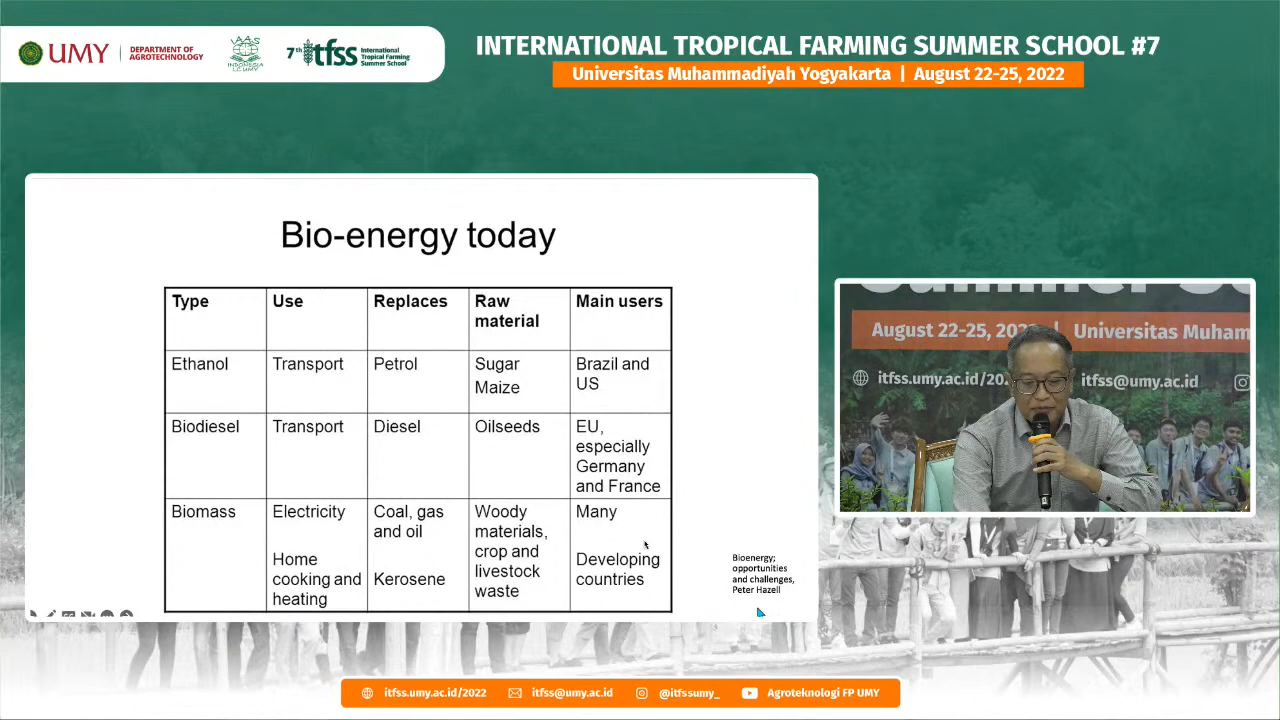 UMY
DEPARTMENT OF
AGROTECHNOLOGY
IAAS
INDONESIA
LC UMY
7th itfss
International
Tropical Farming
Summer School
INTERNATIONAL TROPICAL FARMING SUMMER SCHOOL #7
Universitas Muhammadiyah Yogyakarta | August 22-25, 2022
Bio-energy today
Type Use Replaces Raw material Main users
Ethanol Transport Petrol Sugar Maize Brazil and US
Biodiesel Transport Diesel Oilseeds EU, especially Germany and France
Biomass Electricity Coal, gas and oil Woody materials, crop and livestock waste Many
Home cooking and heating Kerosene Developing countries
Bioenergy;
opportunities
and challenges,
Peter Hazell
August 22-25, | Universitas Muham
itfss.umy.ac.id/20 itfss@umy.ac.id
itfss.umy.ac.id/2022 itfss@umy.ac.id @itfssumy_ Agroteknologi FP UMY